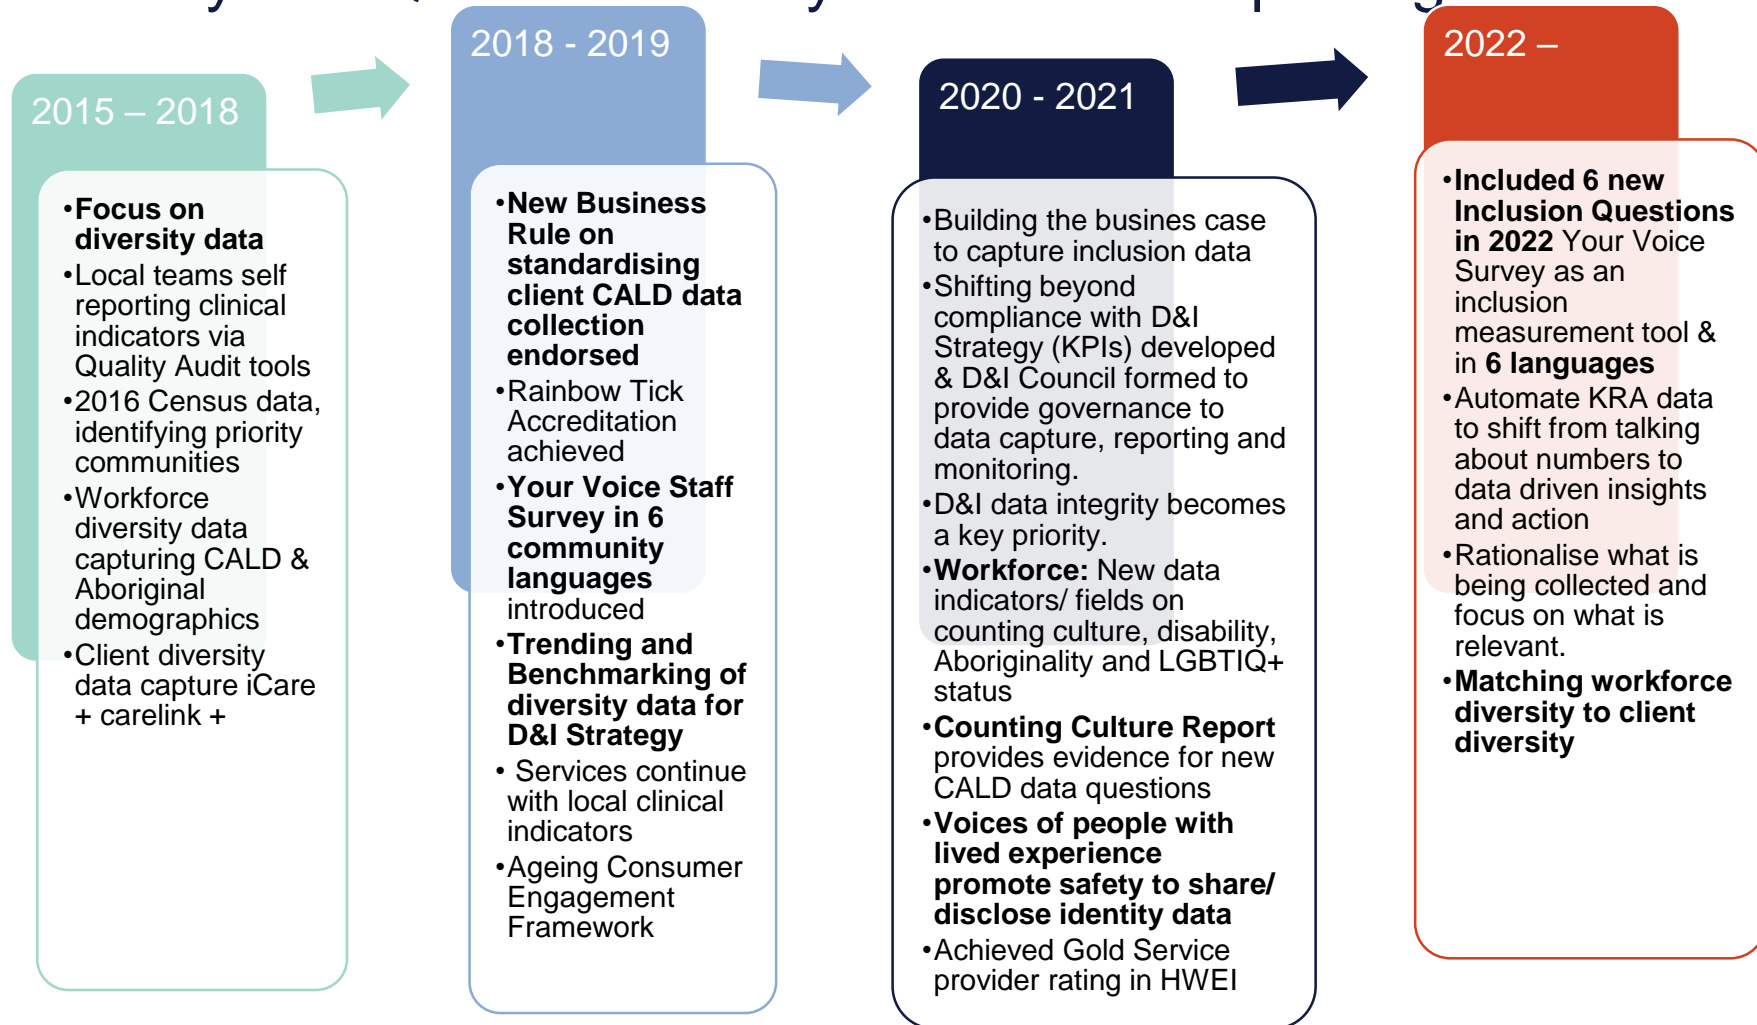 2015 – 2018
•Focus on
diversity data
•Local teams self
reporting clinical
indicators via
Quality Audit tools
•2016 Census data,
identifying priority
communities
•Workforce
diversity data
capturing CALD &
Aboriginal
demographics
•Client diversity
data capture iCare
+ carelink +
2018 - 2019
•New Business
Rule on
standardising
client CALD data
collection
endorsed
•Rainbow Tick
Accreditation
achieved
•Your Voice Staff
Survey in 6
community
languages
introduced
•Trending and
Benchmarking of
diversity data for
D&I Strategy
• Services continue
with local clinical
indicators
•Ageing Consumer
Engagement
Framework
2020 - 2021
•Building the busines case
to capture inclusion data
•Shifting beyond
compliance with D&I
Strategy (KPIs) developed
& D&I Council formed to
provide governance to
data capture, reporting and
monitoring.
•D&I data integrity becomes
a key priority.
•Workforce: New data
indicators/ fields on
counting culture, disability,
Aboriginality and LGBTIQ+
status
•Counting Culture Report
provides evidence for new
CALD data questions
•Voices of people with
lived experience
promote safety to share/
disclose identity data
•Achieved Gold Service
provider rating in HWEI
2022 –
•Included 6 new
Inclusion Questions
in 2022 Your Voice
Survey as an
inclusion
measurement tool &
in 6 languages
•Automate KRA data
to shift from talking
about numbers to
data driven insights
and action
•Rationalise what is
being collected and
focus on what is
relevant.
•Matching workforce
diversity to client
diversity